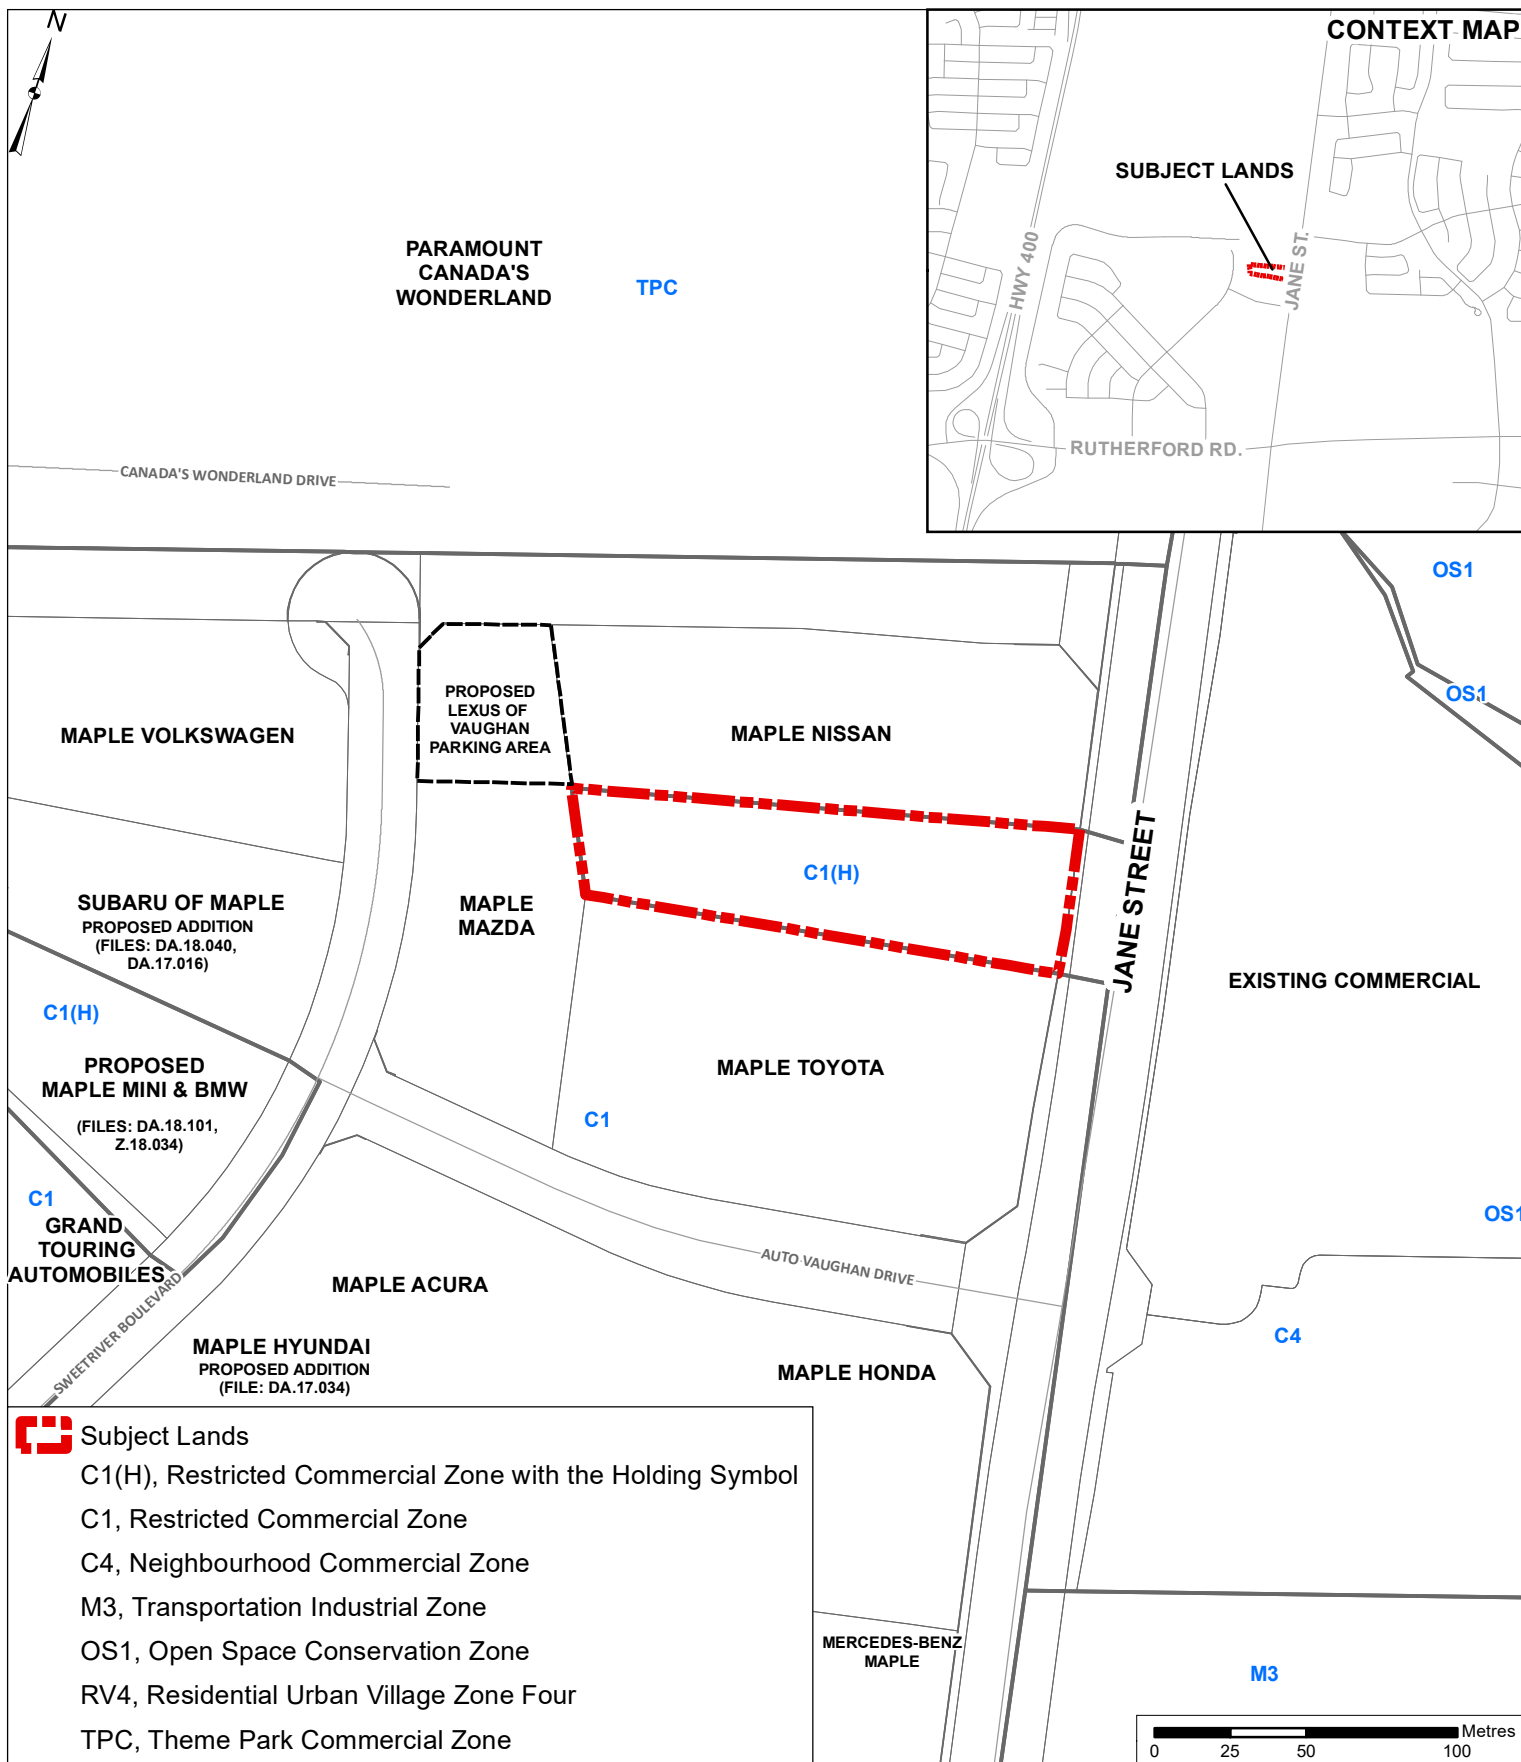 N
CONTEXT MAP
SUBJECT LANDS
HWY 400
JANE ST.
RUTHERFORD RD.
PARAMOUNT
CANADA'S
WONDERLAND
TPC
CANADA'S WONDERLAND DRIVE
OS1
OS1
PROPOSED
LEXUS OF
VAUGHAN
PARKING AREA
MAPLE VOLKSWAGEN
MAPLE NISSAN
C1(H)
JANE STREET
SUBARU OF MAPLE
PROPOSED ADDITION
(FILES: DA.18.040,
DA.17.016)
MAPLE
MAZDA
EXISTING COMMERCIAL
C1(H)
PROPOSED
MAPLE MINI & BMW
(FILES: DA.18.101,
Z.18.034)
MAPLE TOYOTA
C1
C1
GRAND
TOURING
AUTOMOBILES
OS1
SWEETRIVER BOULEVARD
AUTO VAUGHAN DRIVE
MAPLE ACURA
MAPLE HYUNDAI
PROPOSED ADDITION
(FILE: DA.17.034)
MAPLE HONDA
C4
Subject Lands
C1(H), Restricted Commercial Zone with the Holding Symbol
C1, Restricted Commercial Zone
C4, Neighbourhood Commercial Zone
M3, Transportation Industrial Zone
OS1, Open Space Conservation Zone
RV4, Residential Urban Village Zone Four
TPC, Theme Park Commercial Zone
MERCEDES-BENZ
MAPLE
M3
Metres
0 25 50 100